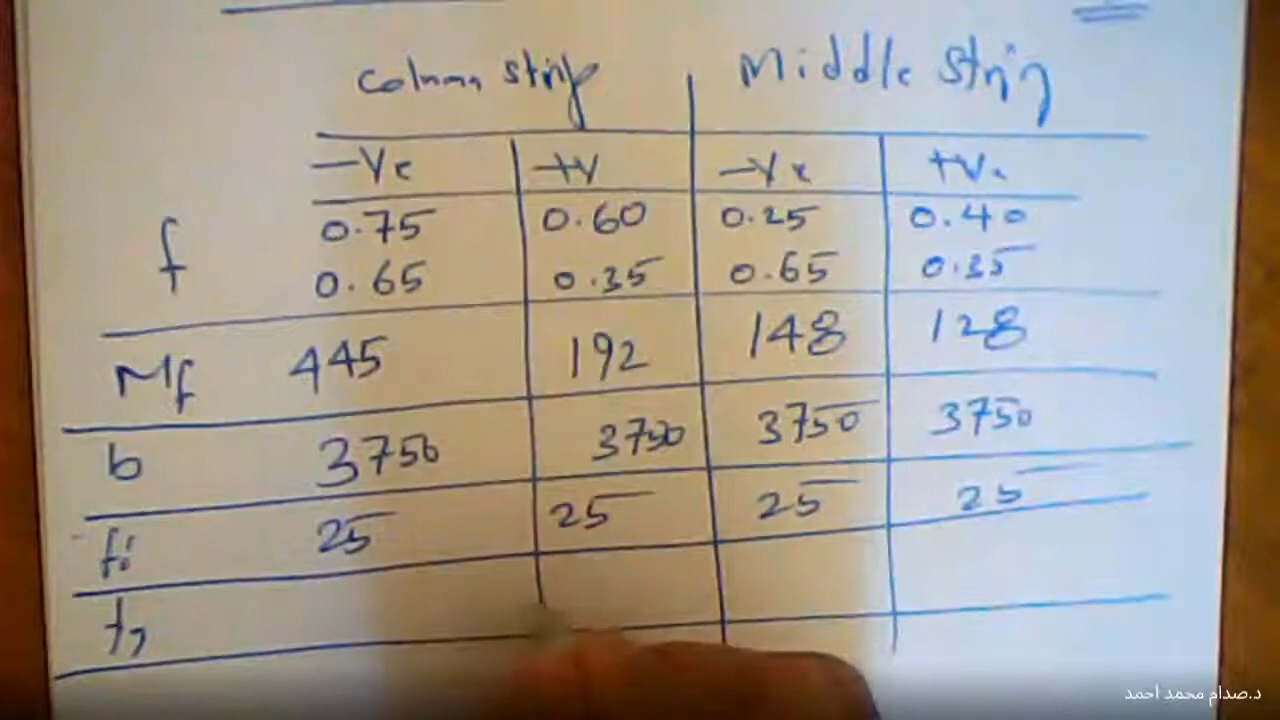 Column strip Middle strip
-Ve +V -Ve +Ve
f 0.75 0.60 0.25 0.40
0.65 0.35 0.65 0.35
Mf 445 192 148 128
b 3750 3750 3750 3750
25 25 25 25
د.صدام محمد احمد